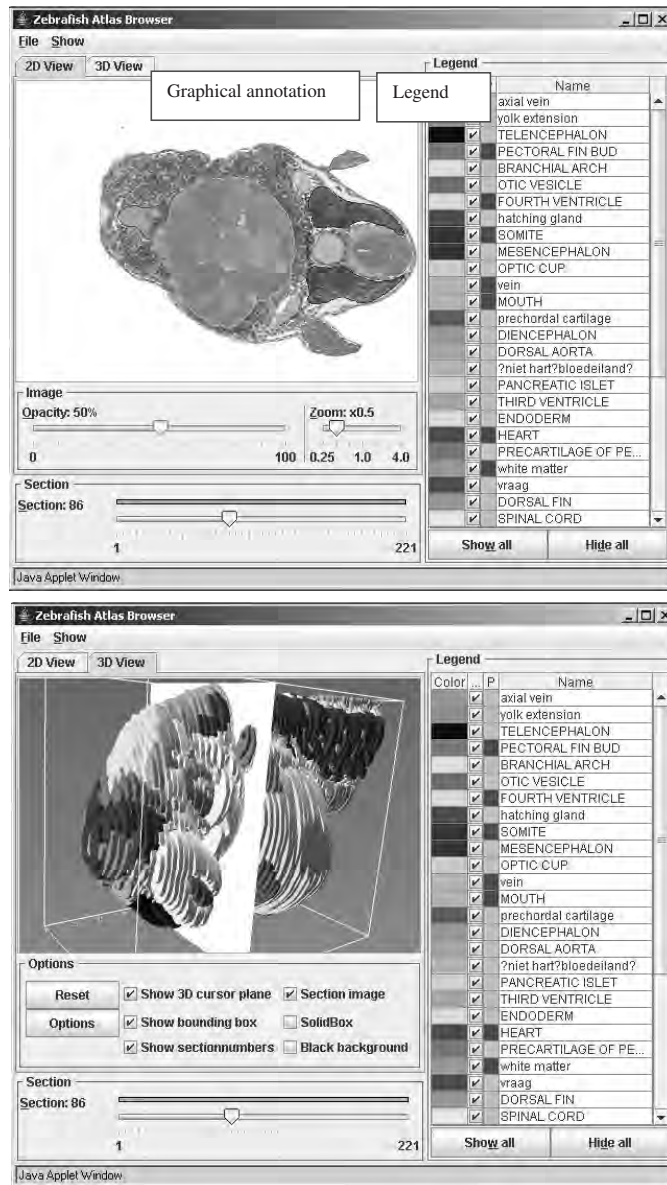 Zebrafish Atlas Browser
File Show
2D View 3D View
Graphical annotation
Legend
Legend
Name
axial vein
yolk extension
TELENCEPHALON
PECTORAL FIN BUD
BRANCHIAL ARCH
OTIC VESICLE
FOURTH VENTRICLE
hatching gland
SOMITE
MESENCEPHALON
OPTIC CUP
vein
MOUTH
prechordal cartilage
DIENCEPHALON
DORSAL AORTA
?niet hart?bloedeiland?
PANCREATIC ISLET
THIRD VENTRICLE
ENDODERM
HEART
PRECARTILAGE OF PE...
white matter
vraag
DORSAL FIN
SPINAL CORD
Show all Hide all
Image
Opacity: 50% Zoom: x0.5
0 100 0.25 1.0 4.0
Section
Section: 86
1 221
Java Applet Window
Zebrafish Atlas Browser
File Show
2D View 3D View
Legend
Color ... P Name
axial vein
yolk extension
TELENCEPHALON
PECTORAL FIN BUD
BRANCHIAL ARCH
OTIC VESICLE
FOURTH VENTRICLE
hatching gland
SOMITE
MESENCEPHALON
OPTIC CUP
vein
MOUTH
prechordal cartilage
DIENCEPHALON
DORSAL AORTA
?niet hart?bloedeiland?
PANCREATIC ISLET
THIRD VENTRICLE
ENDODERM
HEART
PRECARTILAGE OF PE...
white matter
vraag
DORSAL FIN
SPINAL CORD
Show all Hide all
Options
Reset Show 3D cursor plane Section image
Options Show bounding box SolidBox
Show sectionnumbers Black background
Section
Section: 86
1 221
Java Applet Window